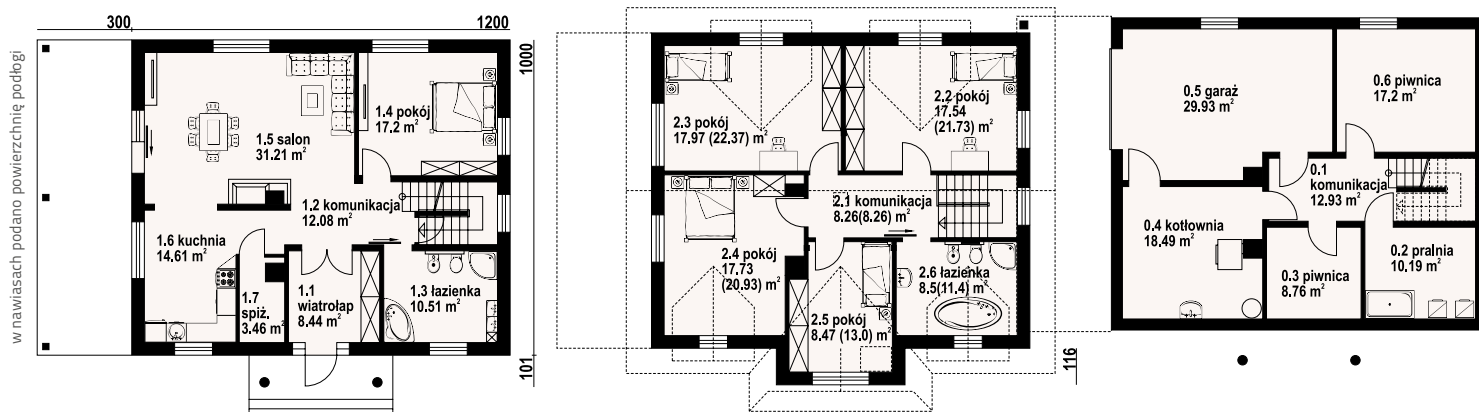 w nawiasach podano powierzchnię podłogi
300
1200
1000
101
1.4 pokój
17.2 m²
1.5 salon
31.21 m²
1.2 komunikacja
12.08 m²
1.6 kuchnia
14,61 m²
1.7
spiż.
3.46 m²
1.1
wiatrołap
8.44 m²
1.3 łazienka
10.51 m²
2.3 pokój
17,97 (22,37) m²
2.2 pokój
17,54
(21.73) m²
2.1 komunikacja
8.26(8.26) m²
2.4 pokój
17,73
(20.93) m²
2.5 pokój
8.47 (13.0) m²
2.6 łazienka
8.5(11.4) m²
116
0.5 garaż
29.93 m²
0.6 piwnica
17.2 m²
0.1
komunikacja
12,93 m²
0.4 kotłownia
18.49 m²
0.3 piwnica
8,76 m²
0.2 pralnia
10.19 m²